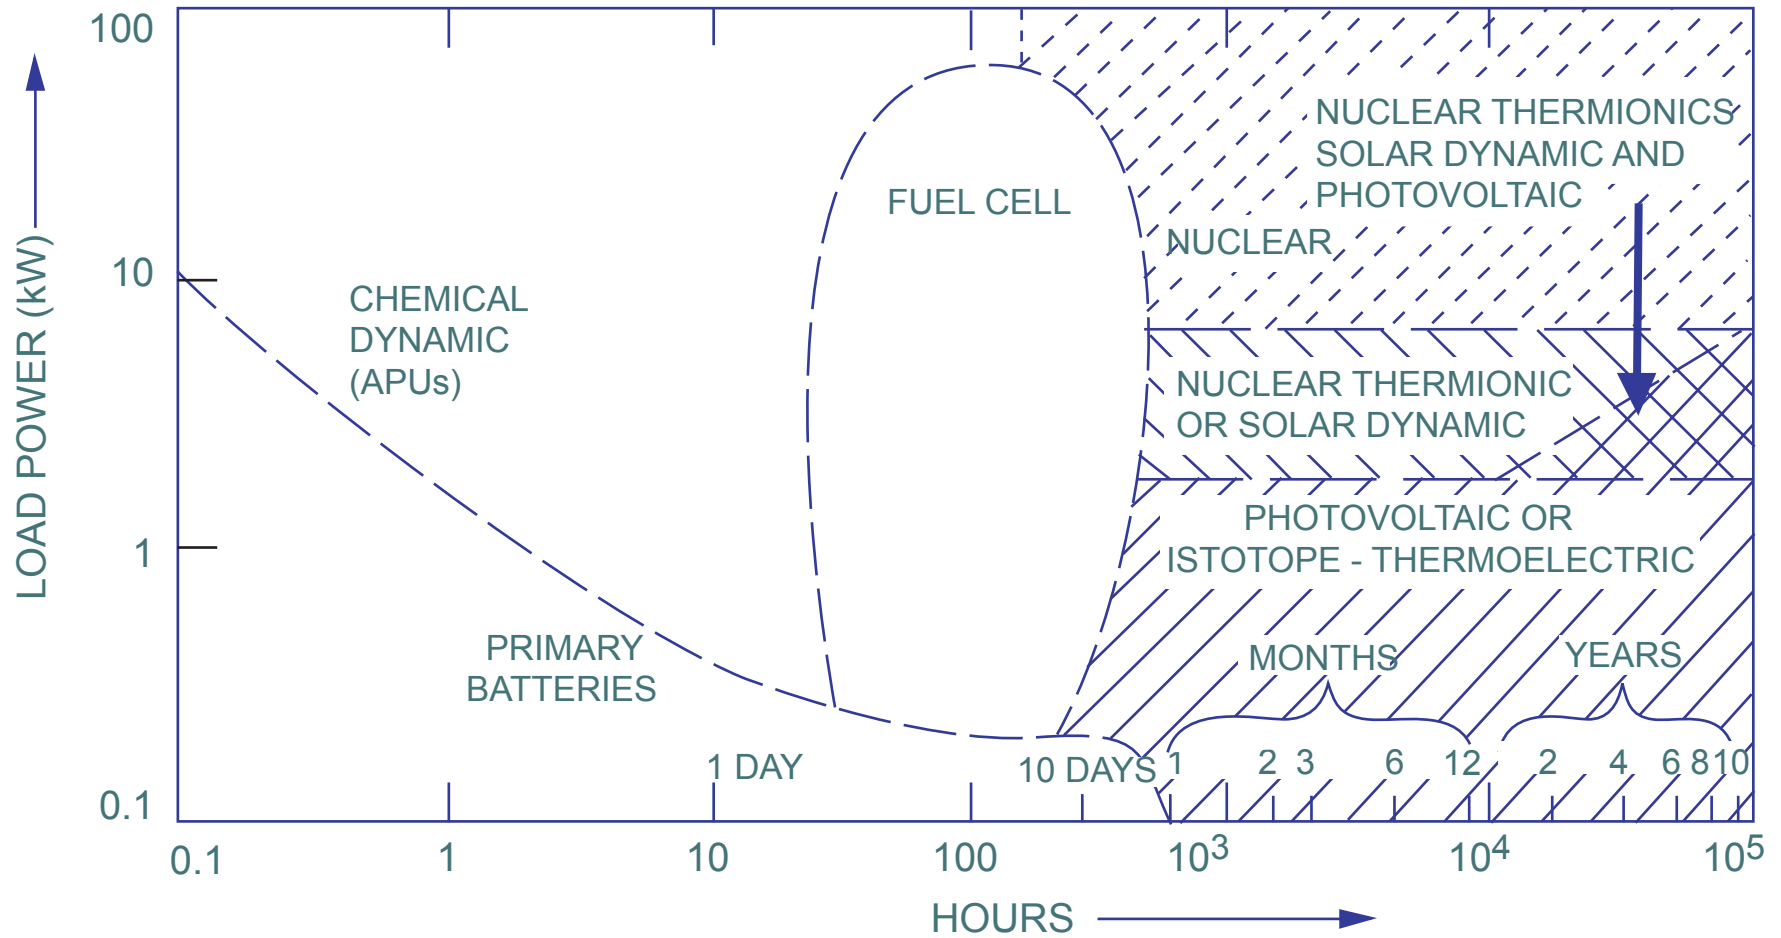 100
10
1
0.1
LOAD POWER (kW)
CHEMICAL
DYNAMIC
(APUs)
PRIMARY
BATTERIES
FUEL CELL
NUCLEAR THERMIONICS
SOLAR DYNAMIC AND
PHOTOVOLTAIC
NUCLEAR
NUCLEAR THERMIONIC
OR SOLAR DYNAMIC
PHOTOVOLTAIC OR
ISTOTOPE - THERMOELECTRIC
MONTHS
YEARS
1 DAY
10 DAYS
1 2 3 6 12
2 4 6 8 10
0.1 1 10 100 10³ 10⁴ 10⁵
HOURS